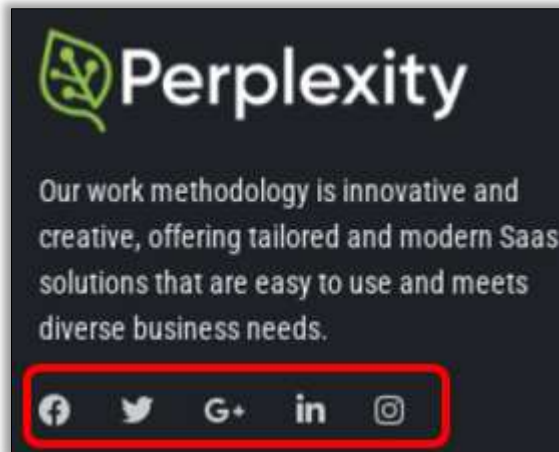 Perplexity
Our work methodology is innovative and
creative, offering tailored and modern Saas
solutions that are easy to use and meets
diverse business needs.
G+ in